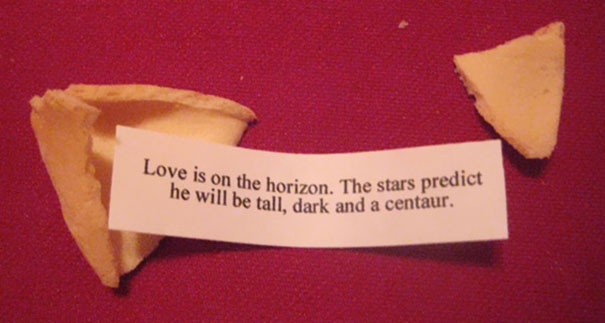 Love is on the horizon. The stars predict
he will be tall, dark and a centaur.